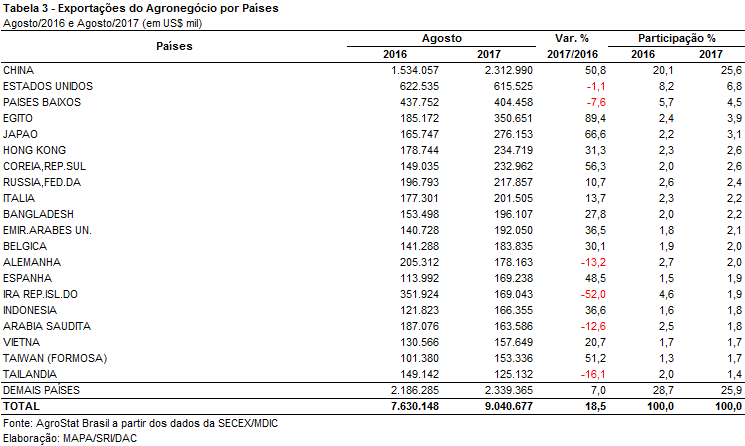 Tabela 3 - Exportações do Agronegócio por Países
Agosto/2016 e Agosto/2017 (em US$ mil)
Países Agosto Var. % Participação %
2016 2017 2017/2016 2016 2017
CHINA 1.534.057 2.312.990 50,8 20,1 25,6
ESTADOS UNIDOS 622.535 615.525 -1,1 8,2 6,8
PAISES BAIXOS 437.752 404.458 -7,6 5,7 4,5
EGITO 185.172 350.651 89,4 2,4 3,9
JAPAO 165.747 276.153 66,6 2,2 3,1
HONG KONG 178.744 234.719 31,3 2,3 2,6
COREIA,REP.SUL 149.035 232.962 56,3 2,0 2,6
RUSSIA,FED.DA 196.793 217.857 10,7 2,6 2,4
ITALIA 177.301 201.505 13,7 2,3 2,2
BANGLADESH 153.498 196.107 27,8 2,0 2,2
EMIR.ARABES UN. 140.728 192.050 36,5 1,8 2,1
BELGICA 141.288 183.835 30,1 1,9 2,0
ALEMANHA 205.312 178.163 -13,2 2,7 2,0
ESPANHA 113.992 169.238 48,5 1,5 1,9
IRA REP.ISL.DO 351.924 169.043 -52,0 4,6 1,9
INDONESIA 121.823 166.355 36,6 1,6 1,8
ARABIA SAUDITA 187.076 163.586 -12,6 2,5 1,8
VIETNA 130.566 157.649 20,7 1,7 1,7
TAIWAN (FORMOSA) 101.380 153.336 51,2 1,3 1,7
TAILANDIA 149.142 125.132 -16,1 2,0 1,4
DEMAIS PAÍSES 2.186.285 2.339.365 7,0 28,7 25,9
TOTAL 7.630.148 9.040.677 18,5 100,0 100,0
Fonte: AgroStat Brasil a partir dos dados da SECEX/MDIC
Elaboração: MAPA/SRI/DAC